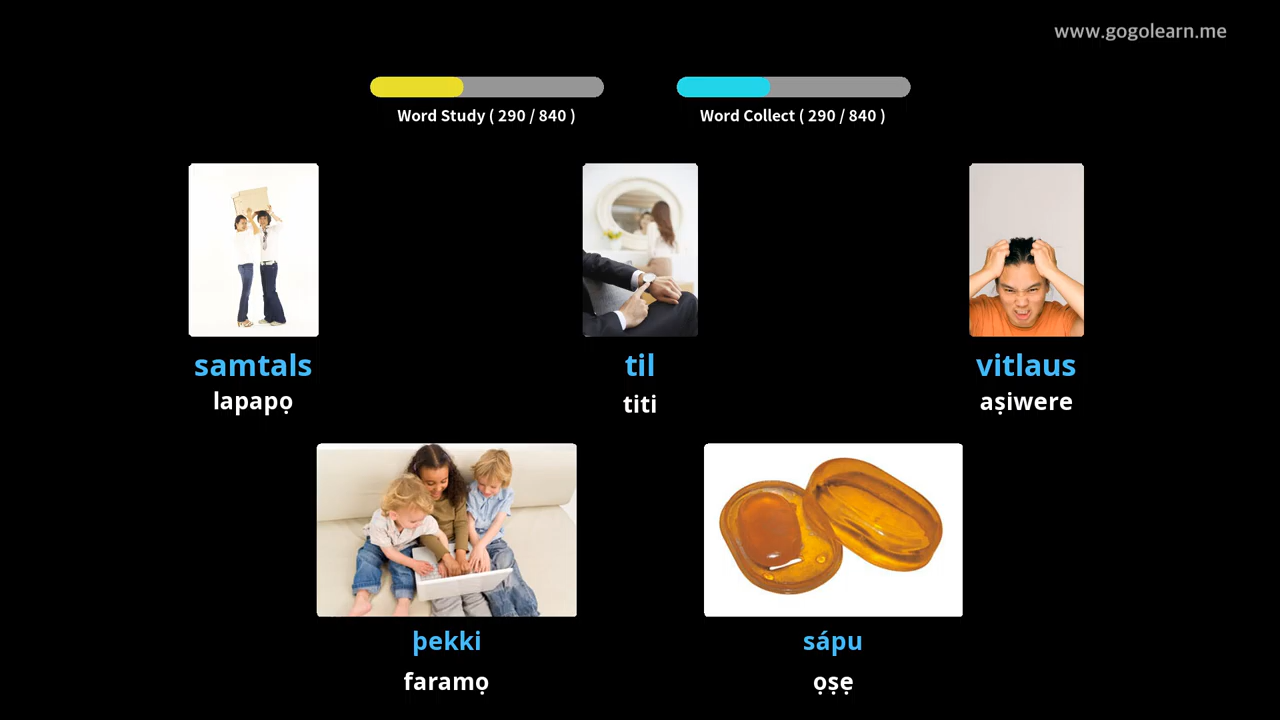 www.gogolearn.me
Word Study ( 290 / 840 )
Word Collect ( 290 / 840 )
samtals
lapapọ
til
titi
vitlaus
aṣiwere
þekki
faramọ
sápu
ọṣẹ